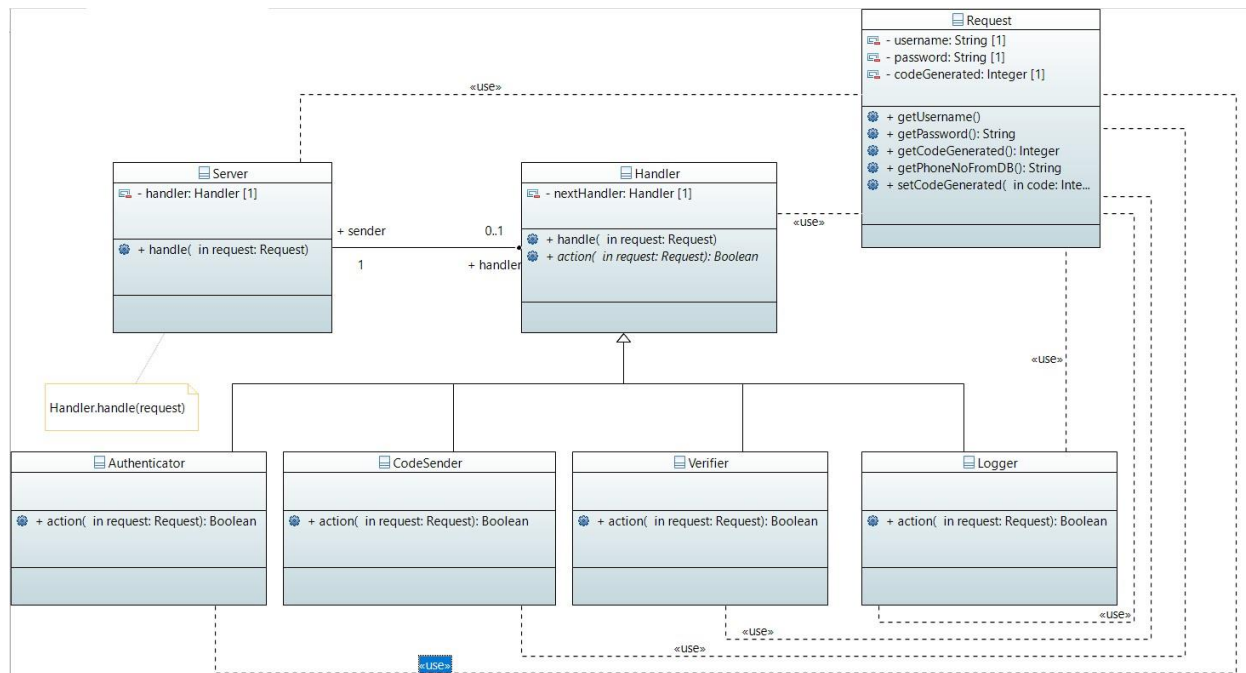 Request
- username: String [1]
- password: String [1]
- codeGenerated: Integer [1]
+ getUsername()
+ getPassword(): String
+ getCodeGenerated(): Integer
+ getPhoneNoFromDB(): String
+ setCodeGenerated( in code: Inte...
«use»
Server
- handler: Handler [1]
+ handle( in request: Request)
+ sender
1
0..1
+ handler
Handler
- nextHandler: Handler [1]
+ handle( in request: Request)
+ action( in request: Request): Boolean
«use»
«use»
Handler.handle(request)
Authenticator
+ action( in request: Request): Boolean
CodeSender
+ action( in request: Request): Boolean
Verifier
+ action( in request: Request): Boolean
Logger
+ action( in request: Request): Boolean
«use»
«use»
«use»
«use»